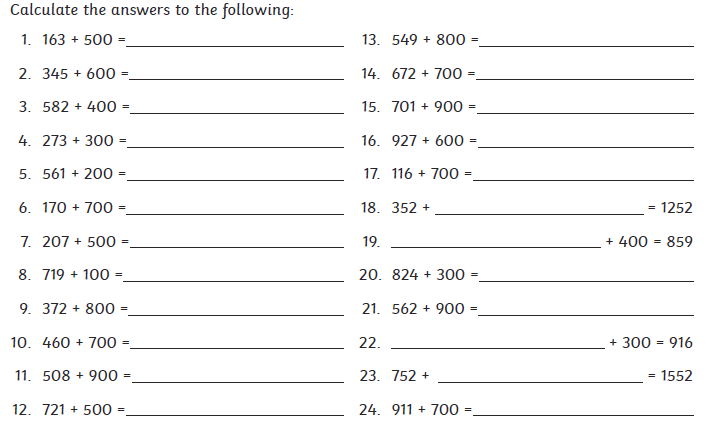 Calculate the answers to the following:
1. 163 + 500 =
2. 345 + 600 =
3. 582 + 400 =
4. 273 + 300 =
5. 561 + 200 =
6. 170 + 700 =
7. 207 + 500 =
8. 719 + 100 =
9. 372 + 800 =
10. 460 + 700 =
11. 508 + 900 =
12. 721 + 500 =
13. 549 + 800 =
14. 672 + 700 =
15. 701 + 900 =
16. 927 + 600 =
17. 116 + 700 =
18. 352 + ____ = 1252
19. ____ + 400 = 859
20. 824 + 300 =
21. 562 + 900 =
22. ____ + 300 = 916
23. 752 + ____ = 1552
24. 911 + 700 =